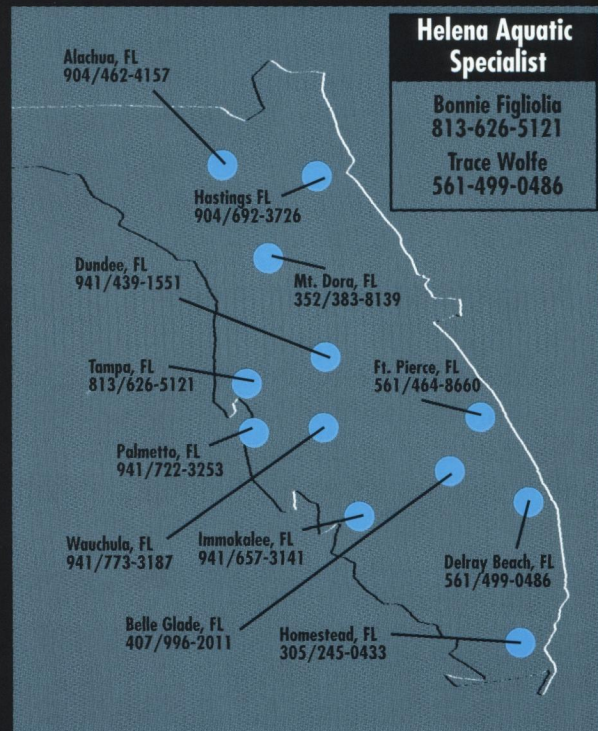 Helena Aquatic
Specialist
Bonnie Figliolia
813-626-5121
Trace Wolfe
561-499-0486
Alachua, FL
904/462-4157
Hastings FL
904/692-3726
Dundee, FL
941/439-1551
Mt. Dora, FL
352/383-8139
Tampa, FL
813/626-5121
Ft. Pierce, FL
561/464-8660
Palmetto, FL
941/722-3253
Wauchula, FL
941/773-3187
Immokalee, FL
941/657-3141
Delray Beach, FL
561/499-0486
Belle Glade, FL
407/996-2011
Homestead, FL
305/245-0433